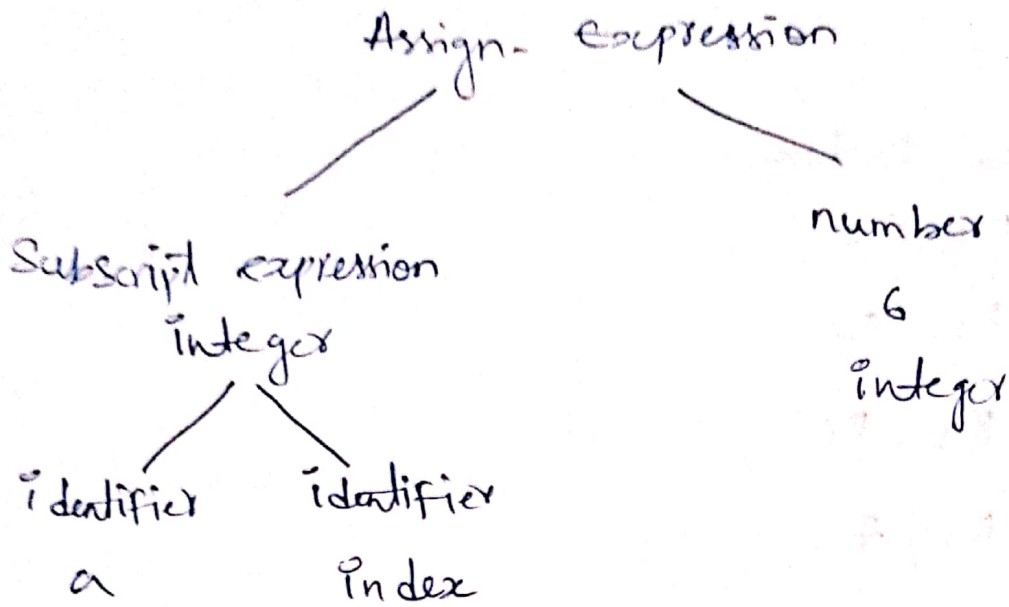 Assign- Expression
number
Subscript expression
6
integer
integer
identifier identifier
a index